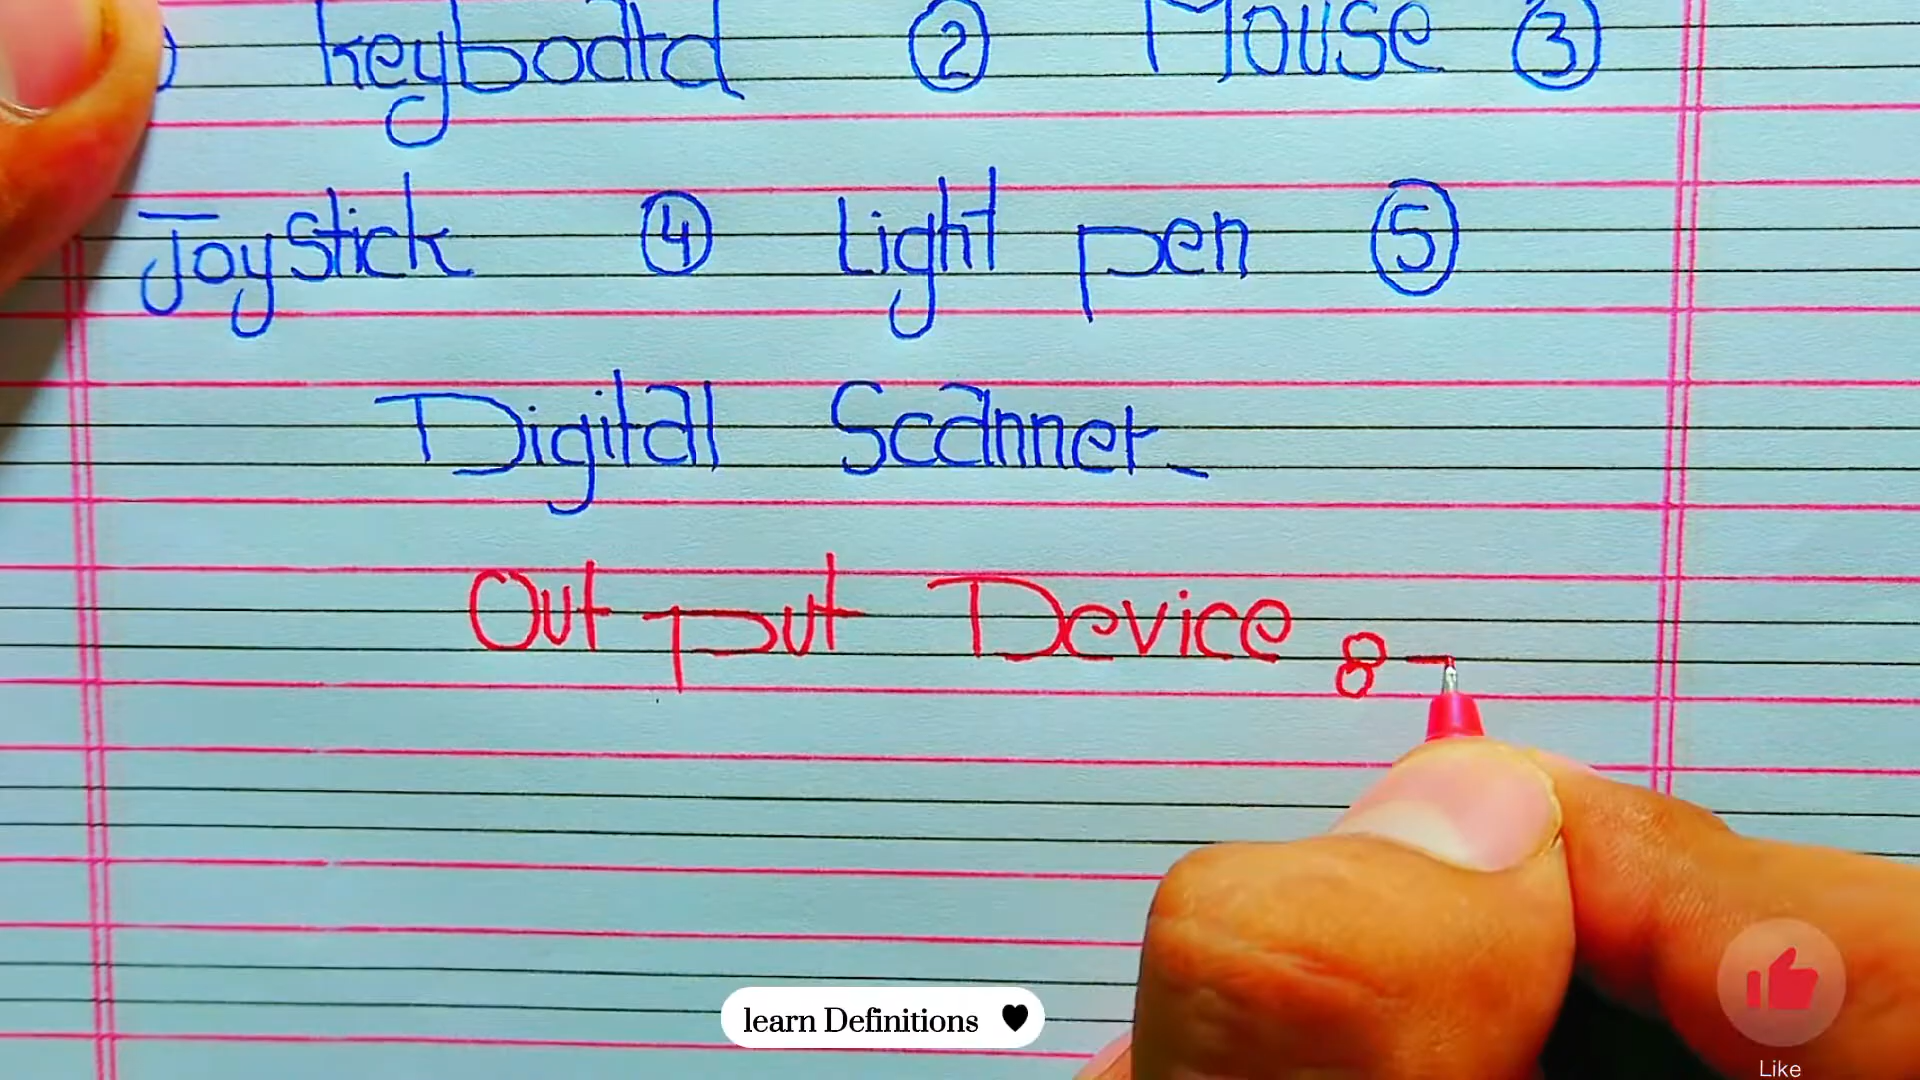 keyboard ② Mouse ③
Joystick ④ Light pen ⑤
Digital Scanner
Out put Device :-
learn Definitions ♥
Like